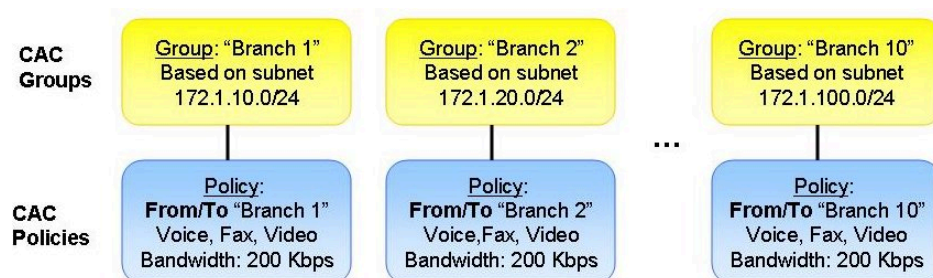 CAC
Groups
Group: “Branch 1”
Based on subnet
172.1.10.0/24
Group: “Branch 2”
Based on subnet
172.1.20.0/24
...
Group: “Branch 10”
Based on subnet
172.1.100.0/24
CAC
Policies
Policy:
From/To “Branch 1”
Voice, Fax, Video
Bandwidth: 200 Kbps
Policy:
From/To “Branch 2”
Voice,Fax, Video
Bandwidth: 200 Kbps
Policy:
From/To “Branch 10”
Voice, Fax, Video
Bandwidth: 200 Kbps